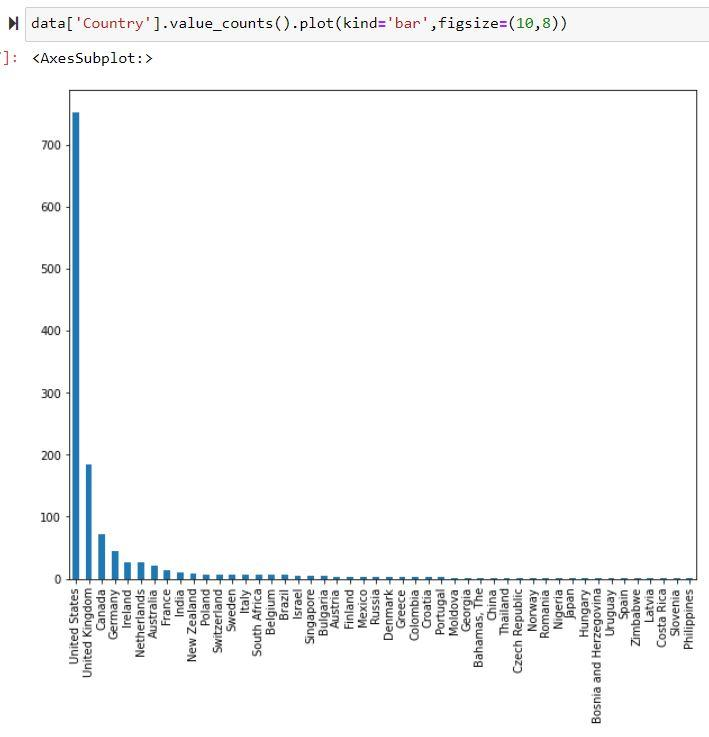 data['Country'].value_counts().plot(kind='bar',figsize=(10,8))
]: <AxesSubplot:>
700
600
500
400
300
200
100
0
United States
United Kingdom
Canada
Germany
Ireland
Netherlands
Australia
France
India
New Zealand
Poland
Switzerland
Sweden
Italy
South Africa
Belgium
Brazil
Israel
Singapore
Bulgaria
Austria
Finland
Mexico
Russia
Denmark
Greece
Colombia
Croatia
Portugal
Moldova
Georgia
Bahamas, The
China
Thailand
Czech Republic
Norway
Romania
Nigeria
Japan
Hungary
Bosnia and Herzegovina
Uruguay
Spain
Zimbabwe
Latvia
Costa Rica
Slovenia
Philippines